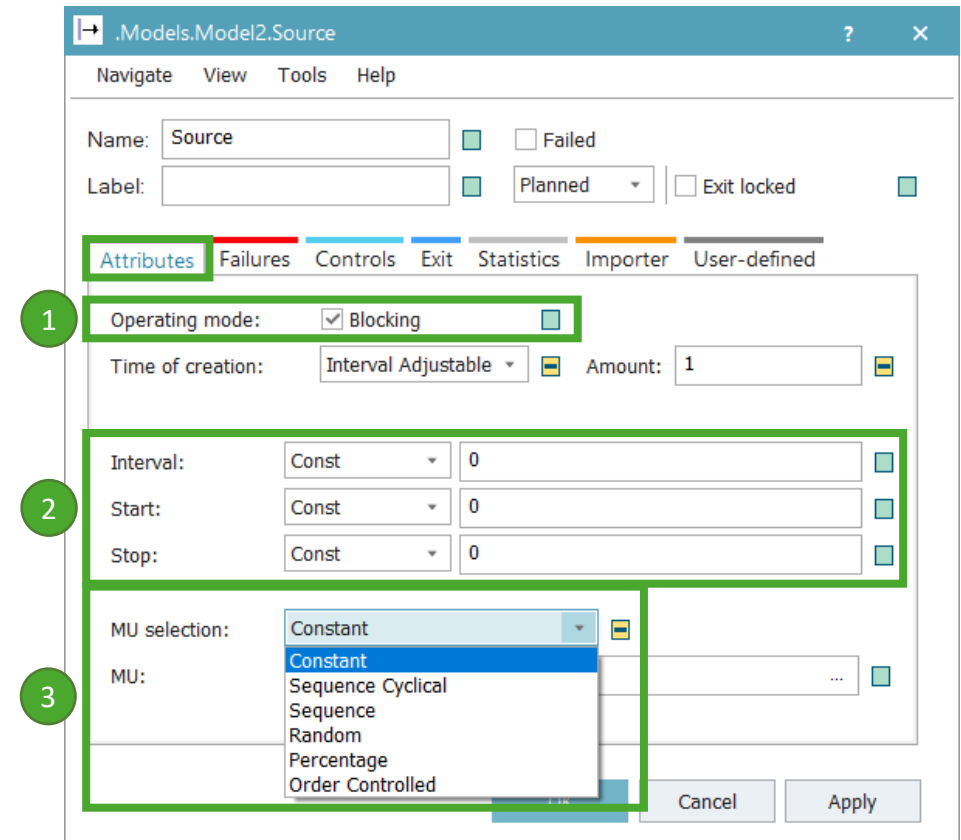 .Models.Model2.Source ? ×
Navigate View Tools Help
Name: Source Failed
Label: Planned Exit locked
Attributes Failures Controls Exit Statistics Importer User-defined
1 Operating mode: Blocking
Time of creation: Interval Adjustable Amount: 1
Interval: Const 0
2 Start: Const 0
Stop: Const 0
MU selection: Constant
Constant
MU: ...
Sequence Cyclical
3 Sequence
Random
Percentage
Order Controlled
Cancel Apply